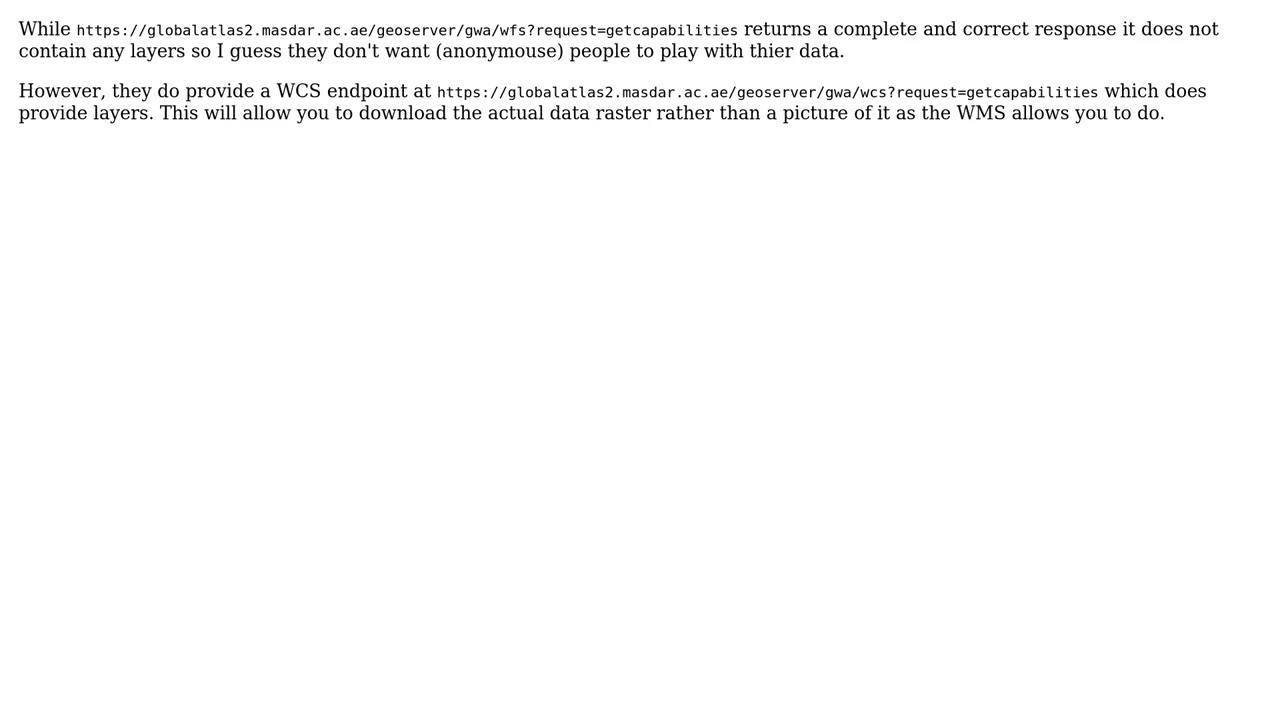 While https://globalatlas2.masdar.ac.ae/geoserver/gwa/wfs?request=getcapabilities returns a complete and correct response it does not
contain any layers so I guess they don't want (anonymouse) people to play with thier data.
However, they do provide a WCS endpoint at https://globalatlas2.masdar.ac.ae/geoserver/gwa/wcs?request=getcapabilities which does
provide layers. This will allow you to download the actual data raster rather than a picture of it as the WMS allows you to do.